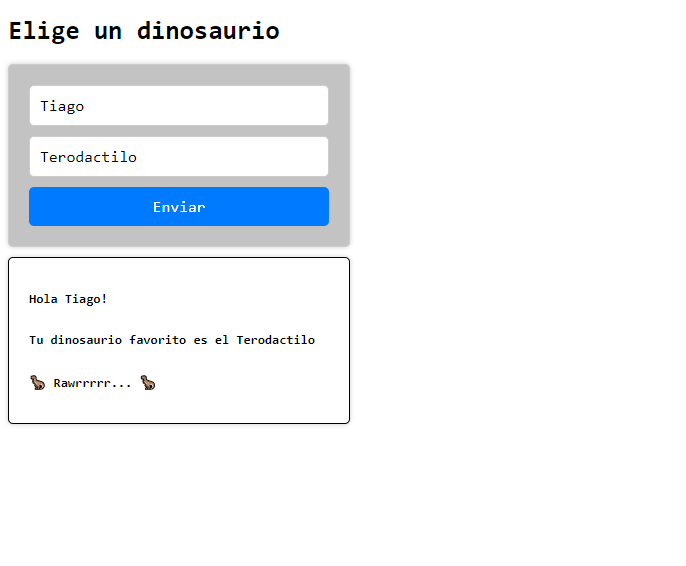 Elige un dinosaurio
Tiago
Terodactilo
Enviar
Hola Tiago!
Tu dinosaurio favorito es el Terodactilo
Rawrrrrr...